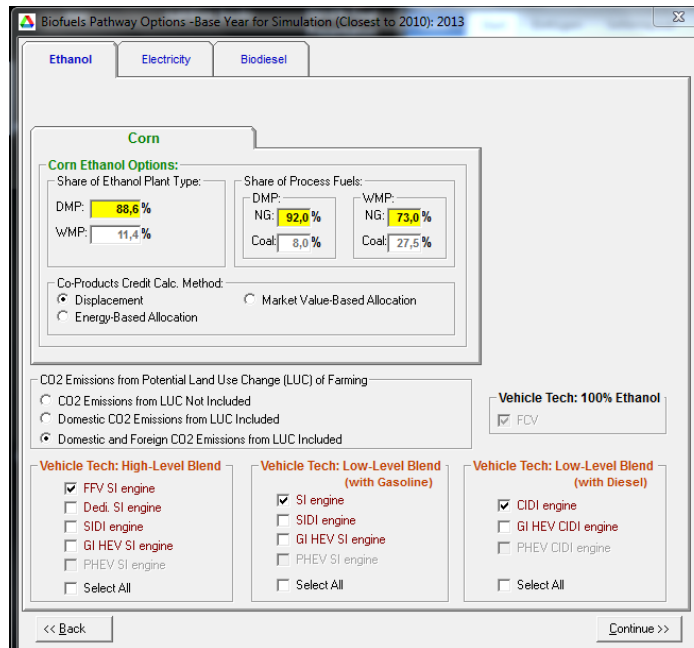 Biofuels Pathway Options -Base Year for Simulation (Closest to 2010): 2013
Ethanol Electricity Biodiesel
Corn
Corn Ethanol Options:
Share of Ethanol Plant Type: Share of Process Fuels:
DMP: WMP:
DMP: 88,6 % NG: 92,0 % NG: 73,0 %
WMP: 11,4 % Coal: 8,0 % Coal: 27,5 %
Co-Products Credit Calc. Method:
Displacement Market Value-Based Allocation
Energy-Based Allocation
CO2 Emissions from Potential Land Use Change (LUC) of Farming
CO2 Emissions from LUC Not Included
Domestic CO2 Emissions from LUC Included
Domestic and Foreign CO2 Emissions from LUC Included
Vehicle Tech: 100% Ethanol
FCV
Vehicle Tech: High-Level Blend
FFV SI engine
Dedi. SI engine
SIDI engine
GI HEV SI engine
PHEV SI engine
Select All
Vehicle Tech: Low-Level Blend
(with Gasoline)
SI engine
SIDI engine
GI HEV SI engine
PHEV SI engine
Select All
Vehicle Tech: Low-Level Blend
(with Diesel)
CIDI engine
GI HEV CIDI engine
PHEV CIDI engine
Select All
<< Back Continue >>